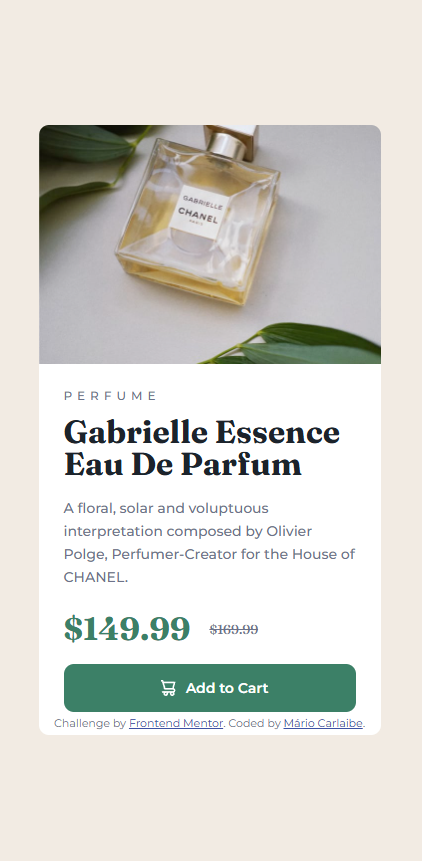 GABRIELLE
CHANEL
PARIS
PERFUME
Gabrielle Essence
Eau De Parfum
A floral, solar and voluptuous
interpretation composed by Olivier
Polge, Perfumer-Creator for the House of
CHANEL.
$149.99 $169.99
Add to Cart
Challenge by Frontend Mentor. Coded by Mário Carlaibe.